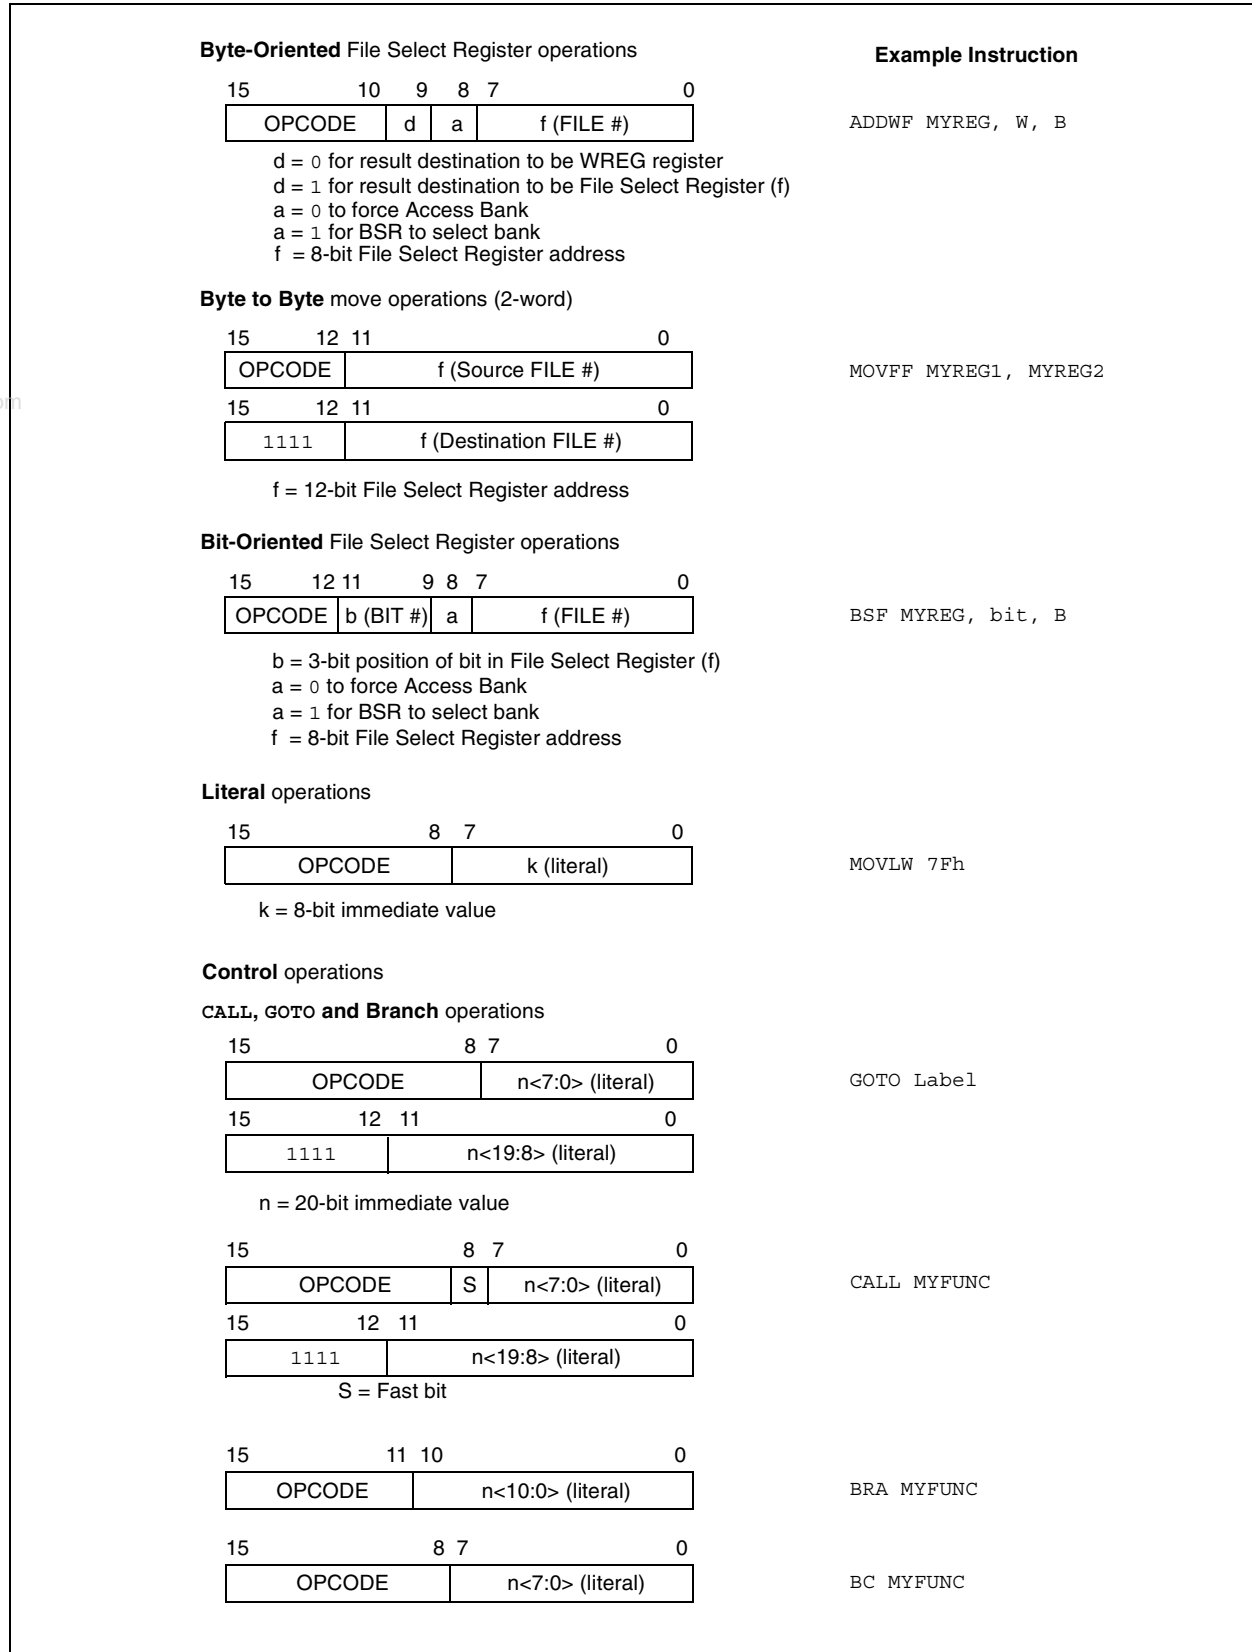 Byte-Oriented File Select Register operations
Example Instruction
15 10 9 8 7 0
OPCODE d a f (FILE #)
ADDWF MYREG, W, B
d = 0 for result destination to be WREG register
d = 1 for result destination to be File Select Register (f)
a = 0 to force Access Bank
a = 1 for BSR to select bank
f = 8-bit File Select Register address
Byte to Byte move operations (2-word)
15 12 11 0
OPCODE f (Source FILE #)
MOVFF MYREG1, MYREG2
om
15 12 11 0
1111 f (Destination FILE #)
f = 12-bit File Select Register address
Bit-Oriented File Select Register operations
15 12 11 9 8 7 0
OPCODE b (BIT #) a f (FILE #)
BSF MYREG, bit, B
b = 3-bit position of bit in File Select Register (f)
a = 0 to force Access Bank
a = 1 for BSR to select bank
f = 8-bit File Select Register address
Literal operations
15 8 7 0
OPCODE k (literal)
MOVLW 7Fh
k = 8-bit immediate value
Control operations
CALL, GOTO and Branch operations
15 8 7 0
OPCODE n<7:0> (literal)
GOTO Label
15 12 11 0
1111 n<19:8> (literal)
n = 20-bit immediate value
15 8 7 0
OPCODE S n<7:0> (literal)
CALL MYFUNC
15 12 11 0
1111 n<19:8> (literal)
S = Fast bit
15 11 10 0
OPCODE n<10:0> (literal)
BRA MYFUNC
15 8 7 0
OPCODE n<7:0> (literal)
BC MYFUNC